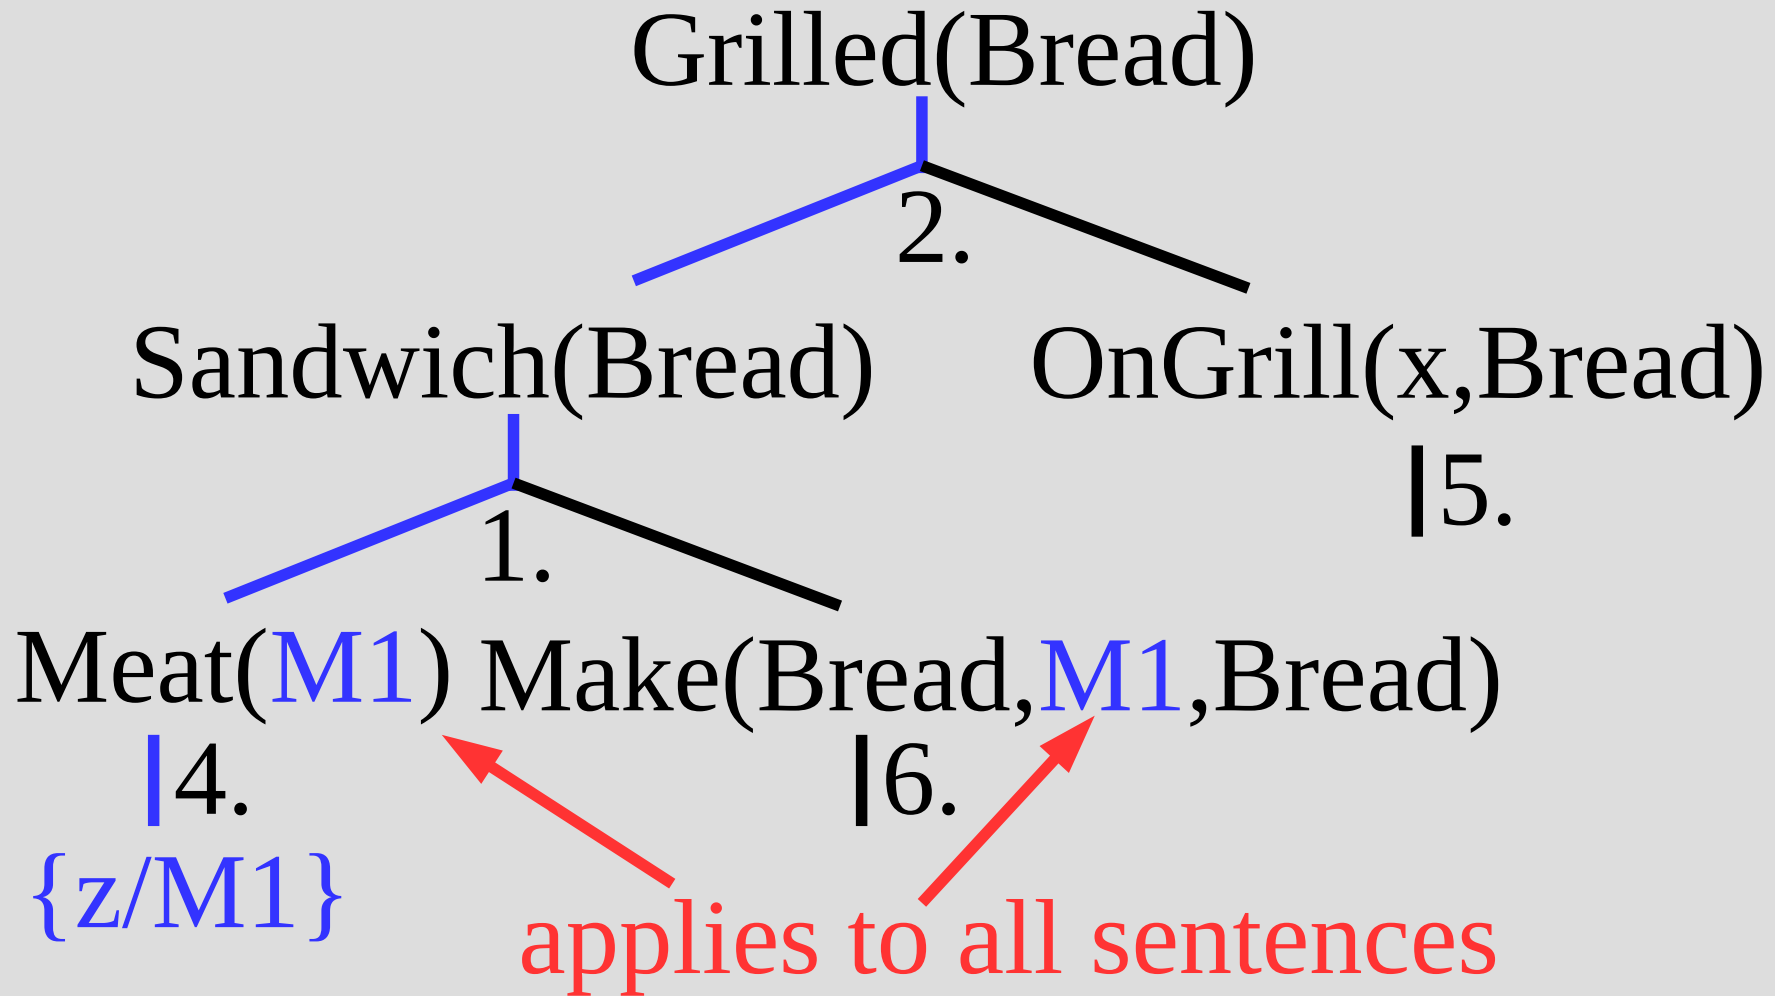 Grilled(Bread)
2.
Sandwich(Bread)
OnGrill(x,Bread)
5.
1.
Meat(M1)
Make(Bread,M1,Bread)
4.
6.
{z/M1}
applies to all sentences